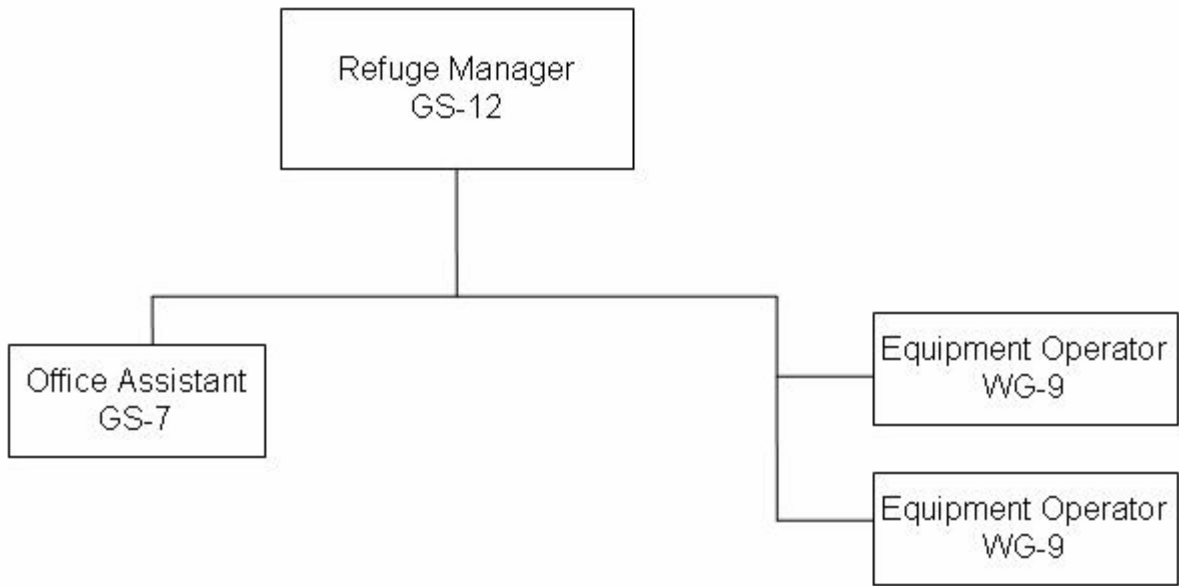 Refuge Manager
GS-12
Office Assistant
GS-7
Equipment Operator
WG-9
Equipment Operator
WG-9